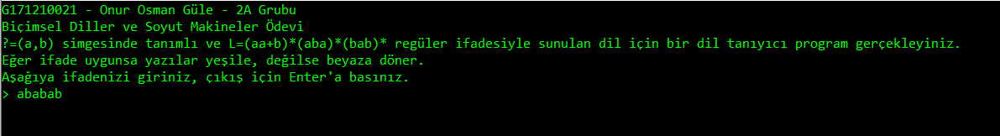 G171210021 - Onur Osman Güle - 2A Grubu
Biçimsel Diller ve Soyut Makineler Ödevi
?=(a,b) simgesinde tanımlı ve L=(aa+b)*(aba)*(bab)* regüler ifadesiyle sunulan dil için bir dil tanıyıcı program gerçekleyiniz.
Eğer ifade uygunsa yazılar yeşile, değilse beyaza döner.
Aşağıya ifadenizi giriniz, çıkış için Enter'a basınız.
> ababab